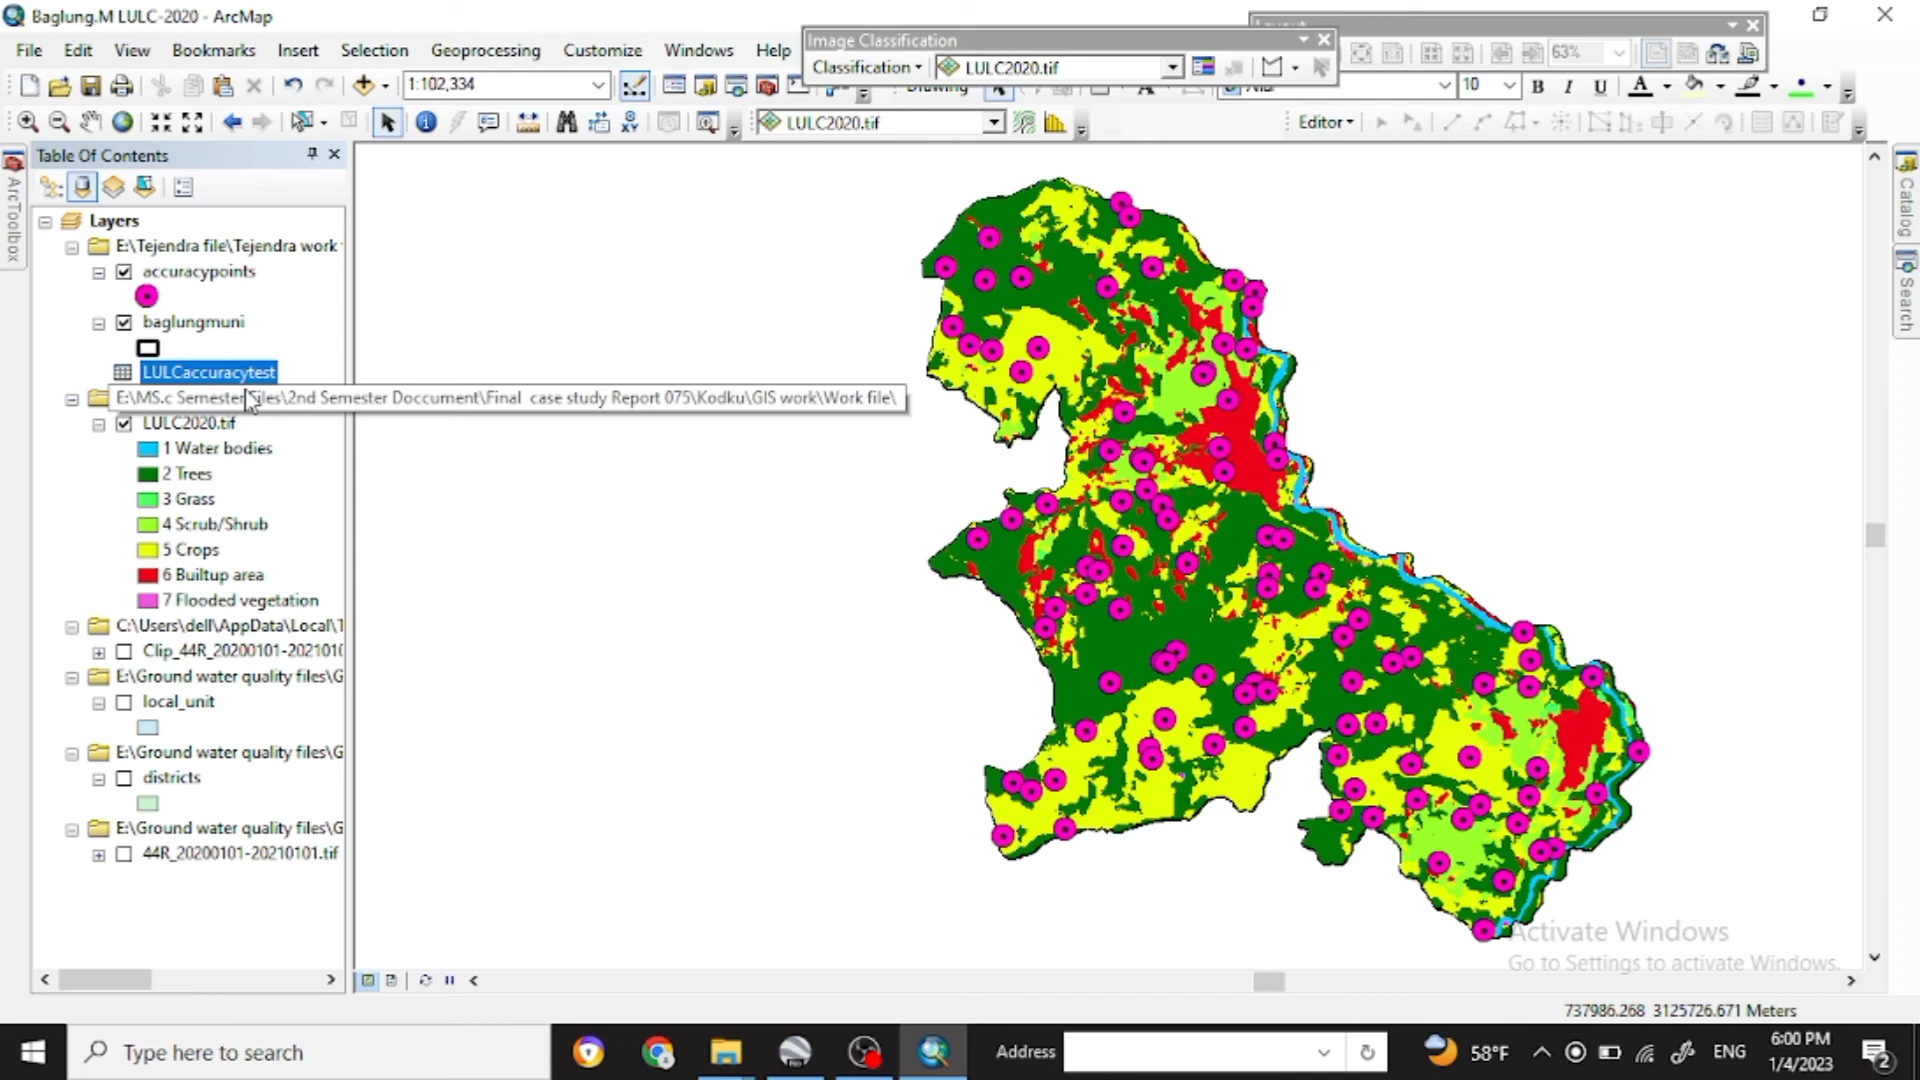 Baglung.M LULC-2020 - ArcMap
File Edit View Bookmarks Insert Selection Geoprocessing Customize Windows Help
Image Classification
Classification LULC2020.tif
63%
1:102,334
10 B I U A
LULC2020.tif
Editor
Table Of Contents
ArcToolbox
Catalog
Search
Layers
E:\Tejendra file\Tejendra work
accuracypoints
baglungmuni
LULCaccuracytest
E:\MS.c Semester files\2nd Semester Doccument\Final case study Report 075\Kodku\GIS work\Work file\
LULC2020.tif
1 Water bodies
2 Trees
3 Grass
4 Scrub/Shrub
5 Crops
6 Builtup area
7 Flooded vegetation
C:\Users\dell\AppData\Local\T
Clip_44R_20200101-2021010
E:\Ground water quality files\G
local_unit
E:\Ground water quality files\G
districts
E:\Ground water quality files\G
44R_20200101-20210101.tif
Activate Windows
Go to Settings to activate Windows.
737986.268 3125726.671 Meters
Type here to search
Address
58°F
ENG
6:00 PM
1/4/2023
2